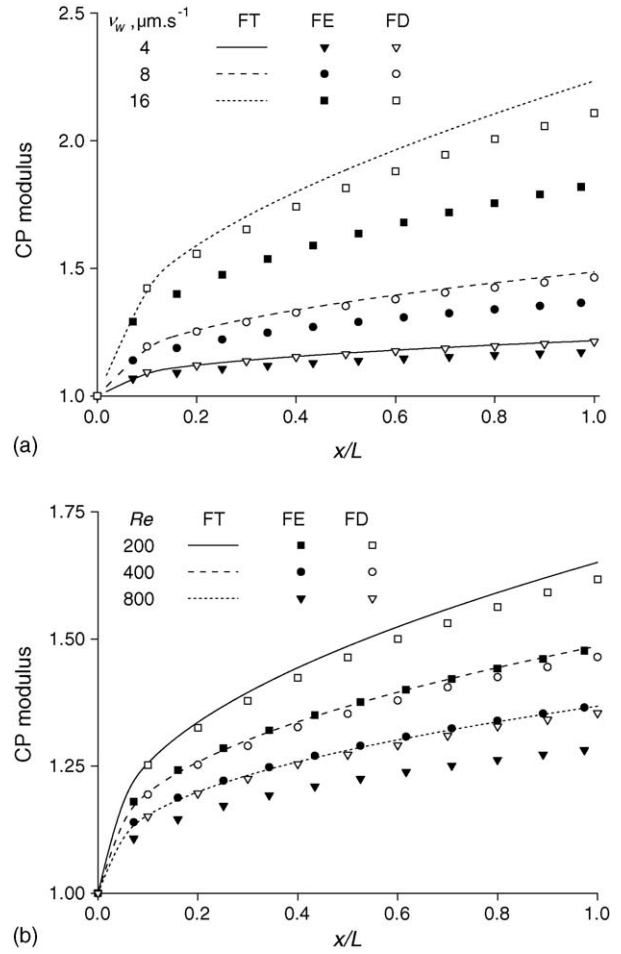 2.5
ν_w , μm.s⁻¹ FT FE FD
4
8
16
2.0
1.5
1.0
CP modulus
0.0 0.2 0.4 0.6 0.8 1.0
(a)
x/L
1.75
Re FT FE FD
200
400
800
1.50
1.25
1.00
CP modulus
0.0 0.2 0.4 0.6 0.8 1.0
(b)
x/L